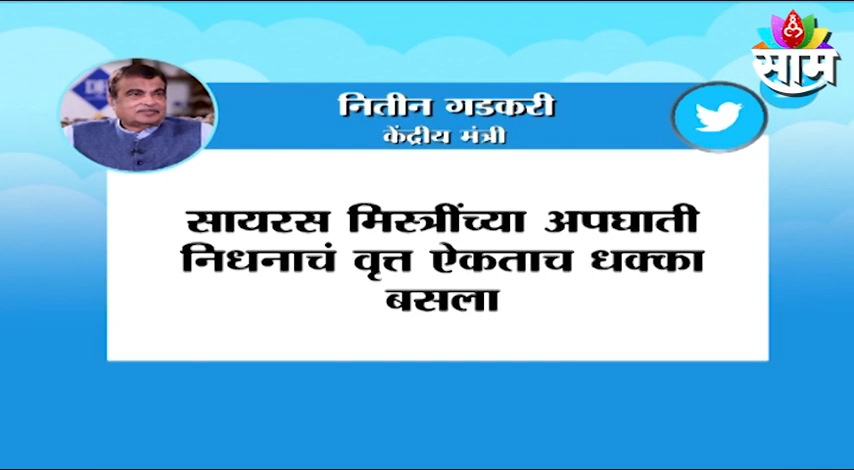 साम
नितीन गडकरी
केंद्रीय मंत्री
सायरस मिस्त्रींच्या अपघाती
निधनाचं वृत्त ऐकताच धक्का
बसला